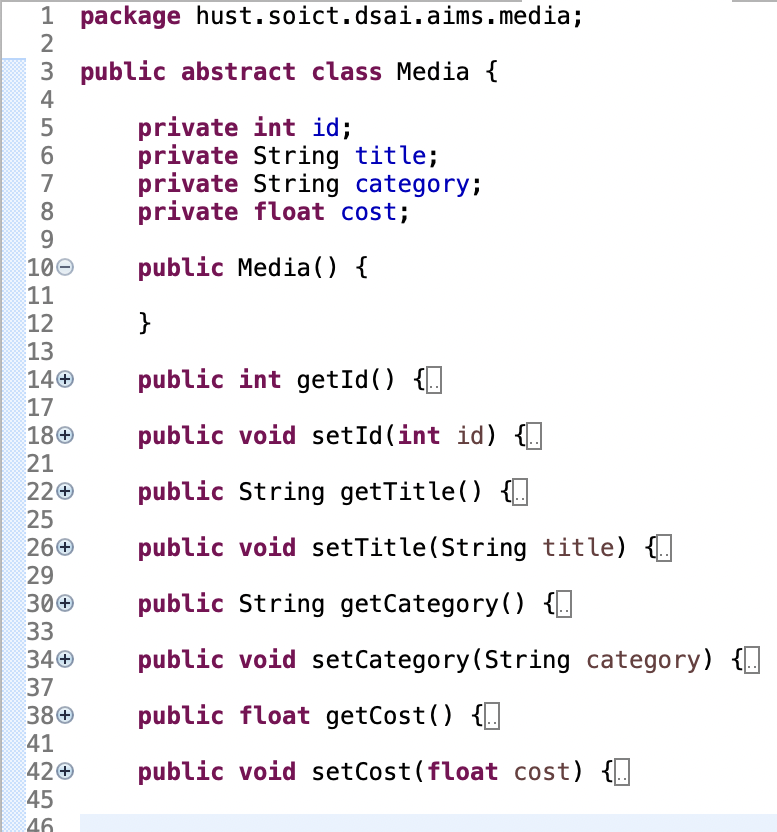 1 package hust.soict.dsai.aims.media;
2
3 public abstract class Media {
4
5 private int id;
6 private String title;
7 private String category;
8 private float cost;
9
10 public Media() {
11
12 }
13
14 public int getId() {..
17
18 public void setId(int id) {..
21
22 public String getTitle() {..
25
26 public void setTitle(String title) {..
29
30 public String getCategory() {..
33
34 public void setCategory(String category) {..
37
38 public float getCost() {..
41
42 public void setCost(float cost) {..
45
46